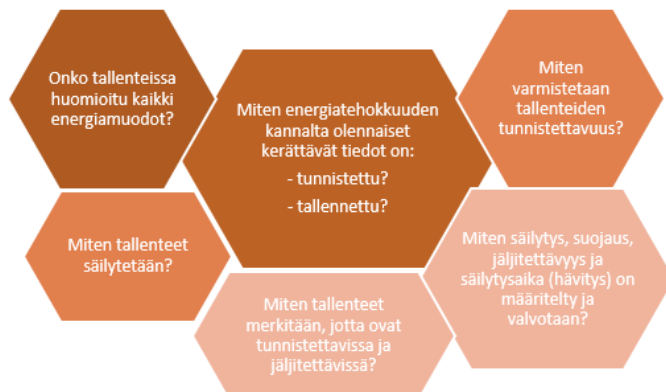 Onko tallenteissa
huomioitu kaikki
energiamuodot?
Miten energiatehokkuuden
kannalta olennaiset
kerättävät tiedot on:
- tunnistettu?
- tallennettu?
Miten
varmistetaan
tallenteiden
tunnistettavuus?
Miten tallenteet
säilytetään?
Miten tallenteet
merkitään, jotta ovat
tunnistettavissa ja
jäljitettävissä?
Miten säilytys, suojaus,
jäljitettävyys ja
säilytysaika (hävitys) on
määritelty ja
valvotaan?